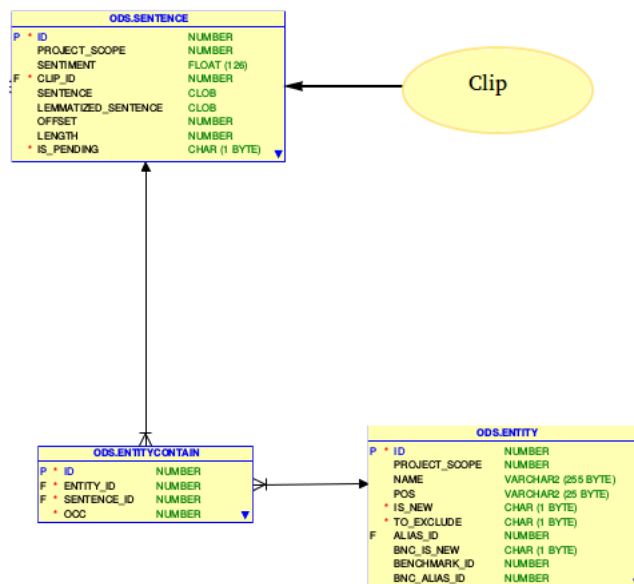 ODS.SENTENCE
P * ID NUMBER
PROJECT_SCOPE NUMBER
SENTIMENT FLOAT (126)
F * CLIP_ID NUMBER
SENTENCE CLOB
LEMMATIZED_SENTENCE CLOB
OFFSET NUMBER
LENGTH NUMBER
* IS_PENDING CHAR (1 BYTE)
Clip
ODS.ENTITYCONTAIN
P * ID NUMBER
F * ENTITY_ID NUMBER
F * SENTENCE_ID NUMBER
* OCC NUMBER
ODS.ENTITY
P * ID NUMBER
PROJECT_SCOPE NUMBER
NAME VARCHAR2 (255 BYTE)
POS VARCHAR2 (25 BYTE)
* IS_NEW CHAR (1 BYTE)
* TO_EXCLUDE CHAR (1 BYTE)
F ALIAS_ID NUMBER
BNC_IS_NEW CHAR (1 BYTE)
BENCHMARK_ID NUMBER
BNC_ALIAS_ID NUMBER